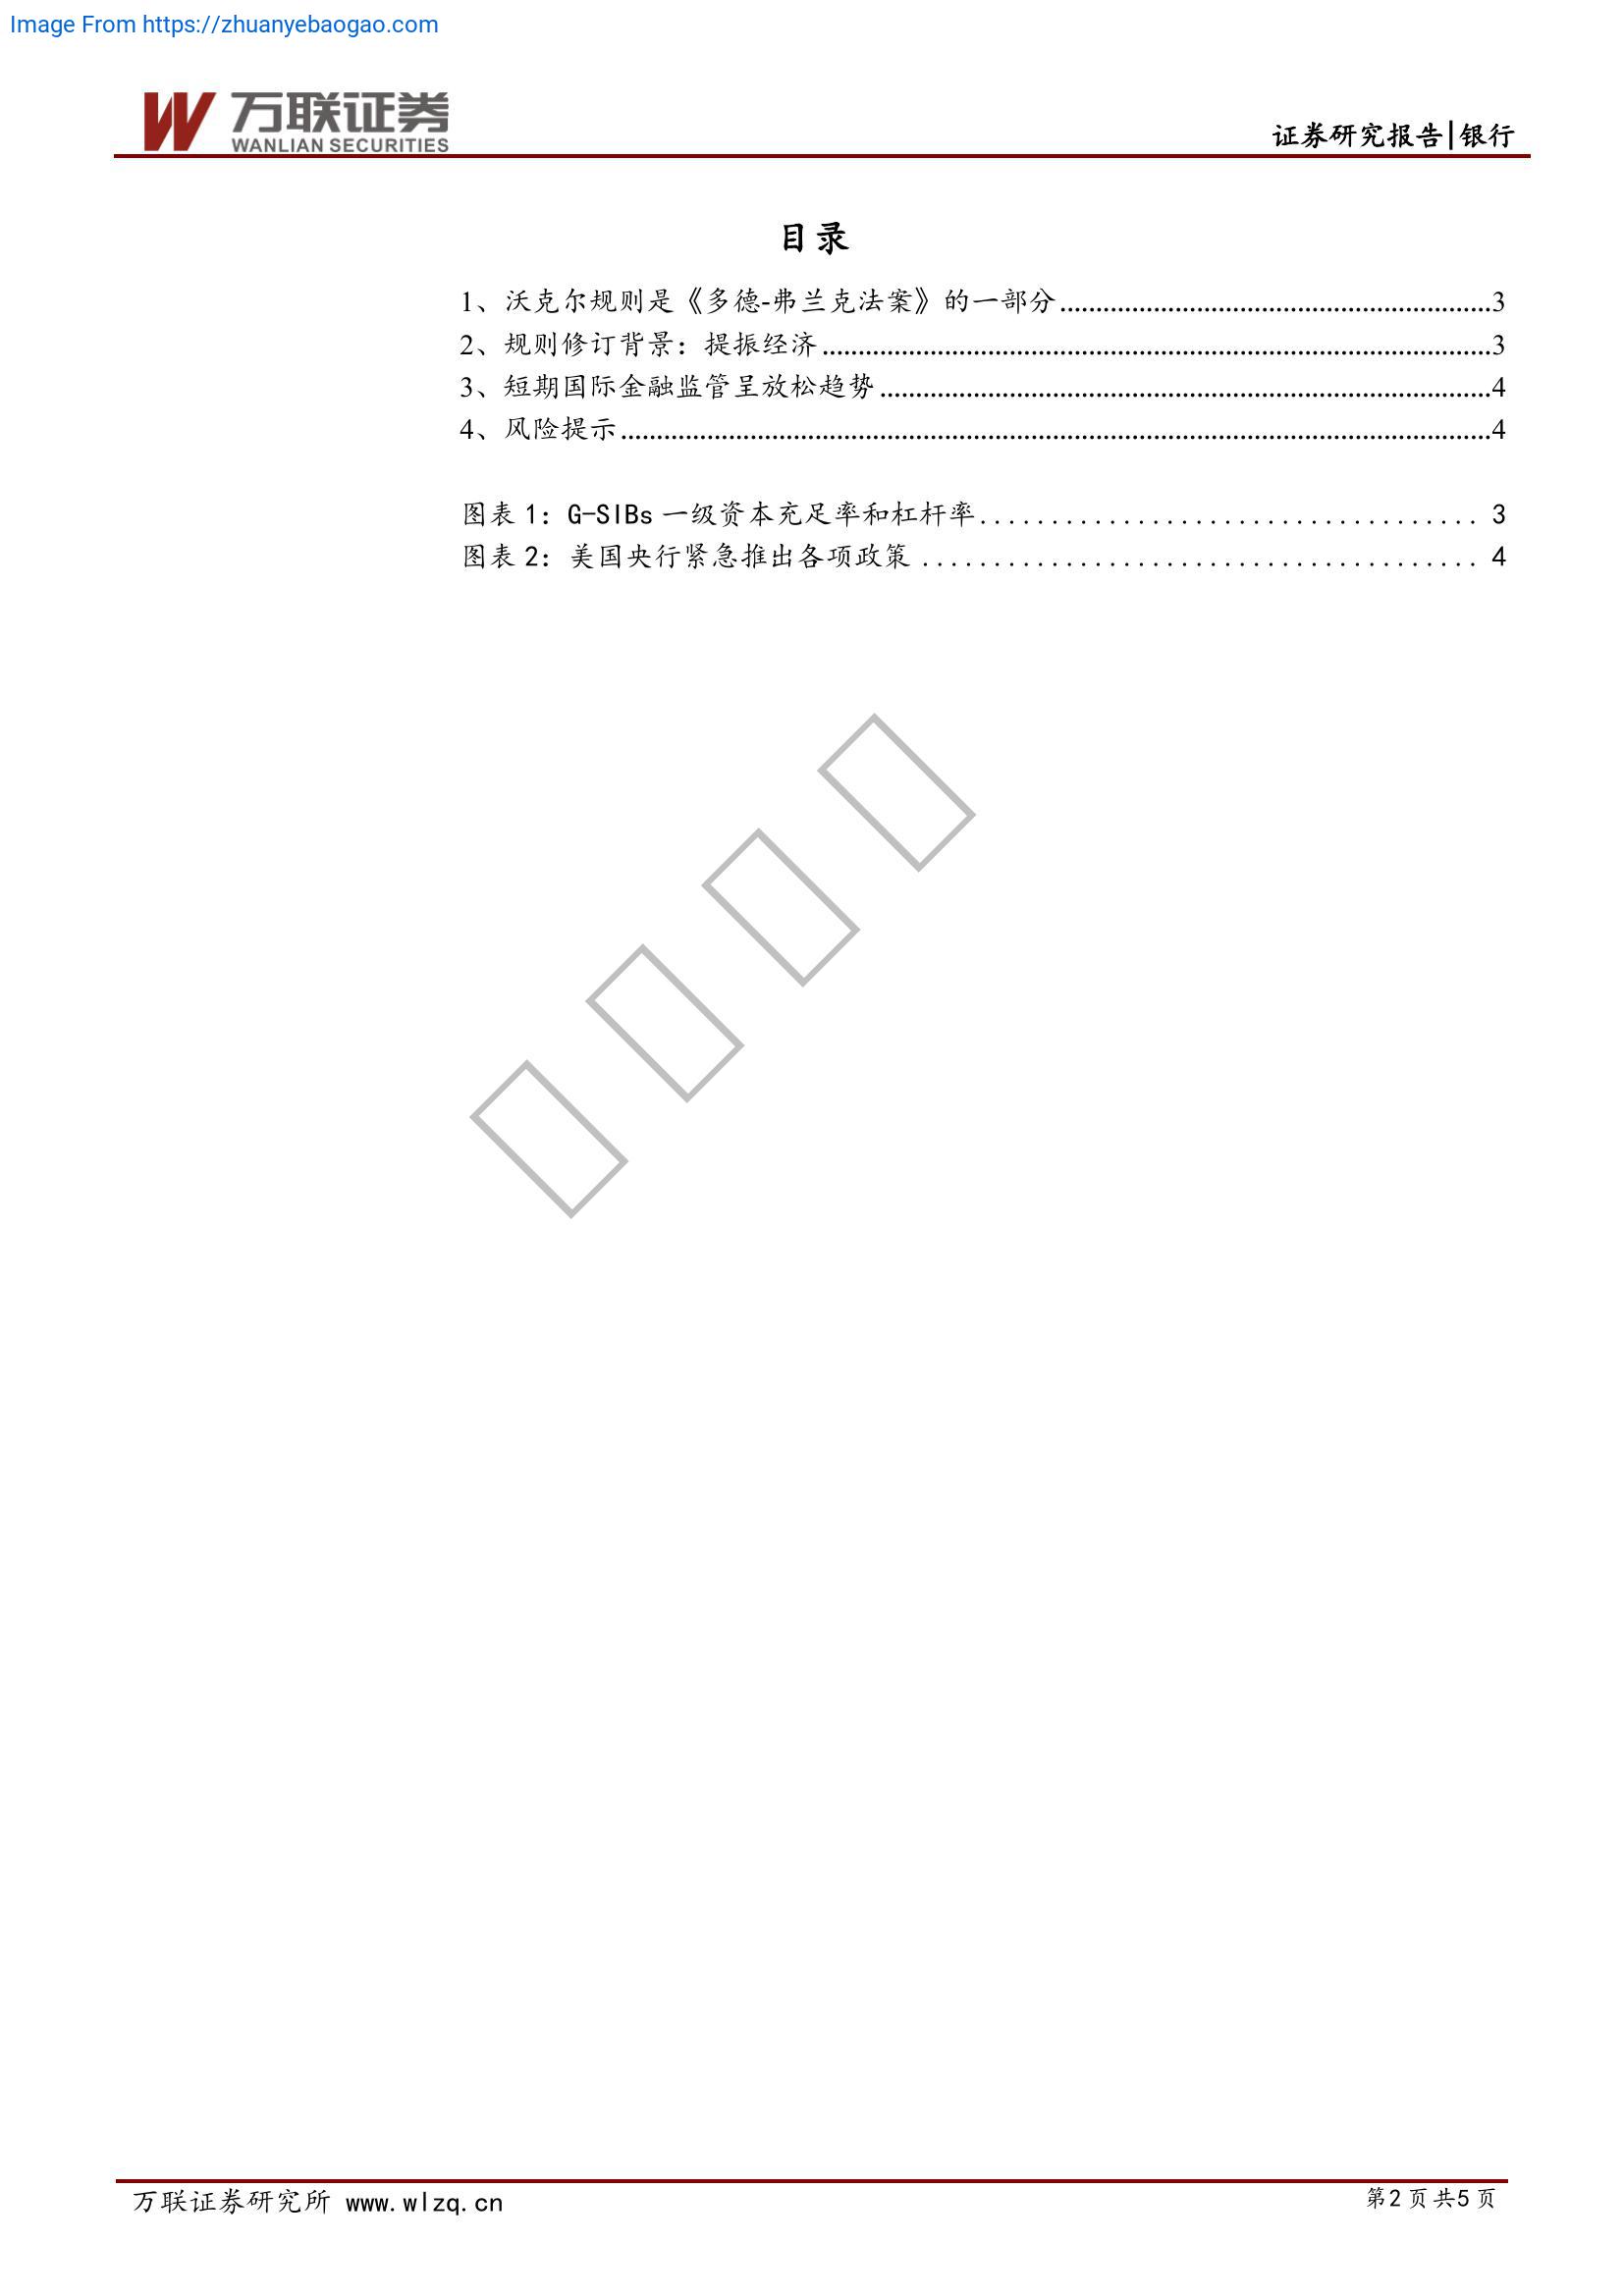 Image From https://zhuanyebaogao.com
万联证券
WANLIAN SECURITIES
证券研究报告|银行
目录
1、沃克尔规则是《多德-弗兰克法案》的一部分...........................................................3
2、规则修订背景：提振经济...........................................................................................3
3、短期国际金融监管呈放松趋势...................................................................................4
4、风险提示.......................................................................................................................4
图表 1：G-SIBs 一级资本充足率和杠杆率................................... 3
图表 2：美国央行紧急推出各项政策 ....................................... 4
万联证券研究所 www.wlzq.cn
第2页共5页